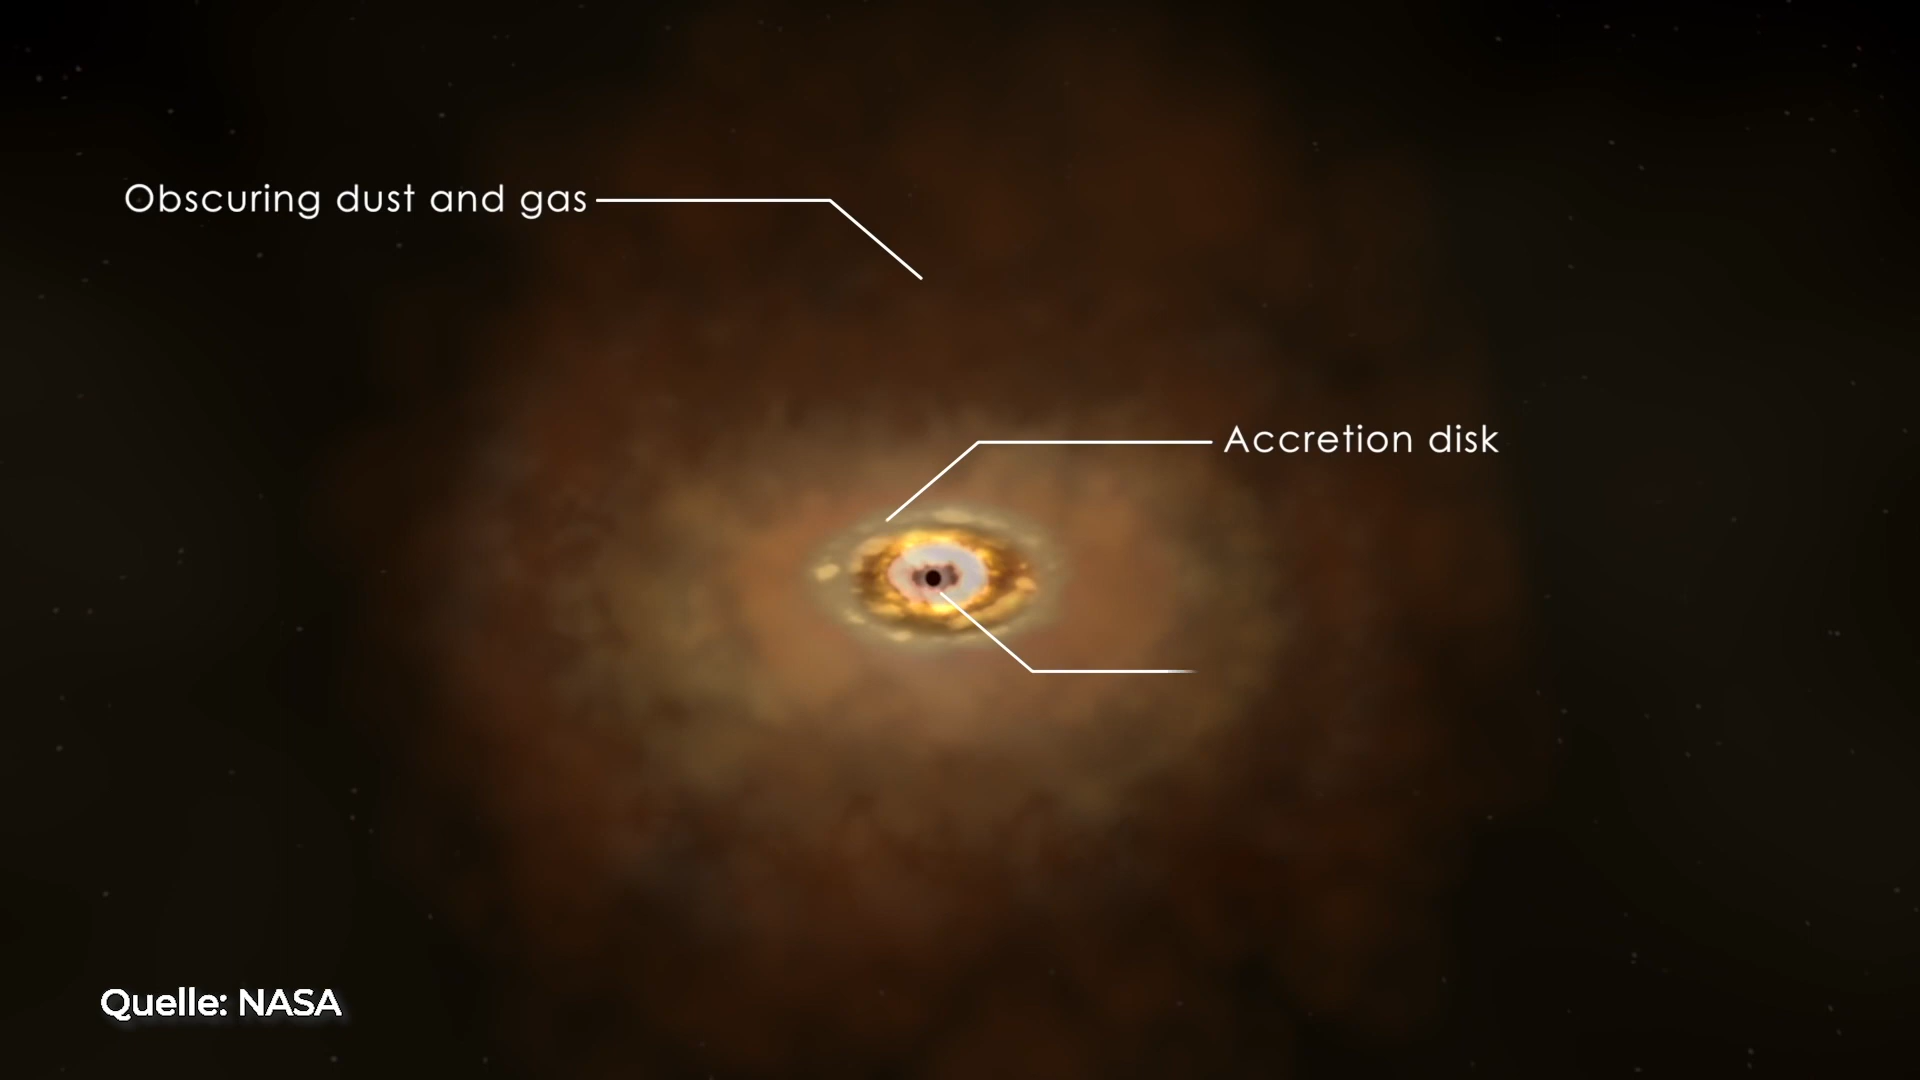 Obscuring dust and gas
Accretion disk
Quelle: NASA